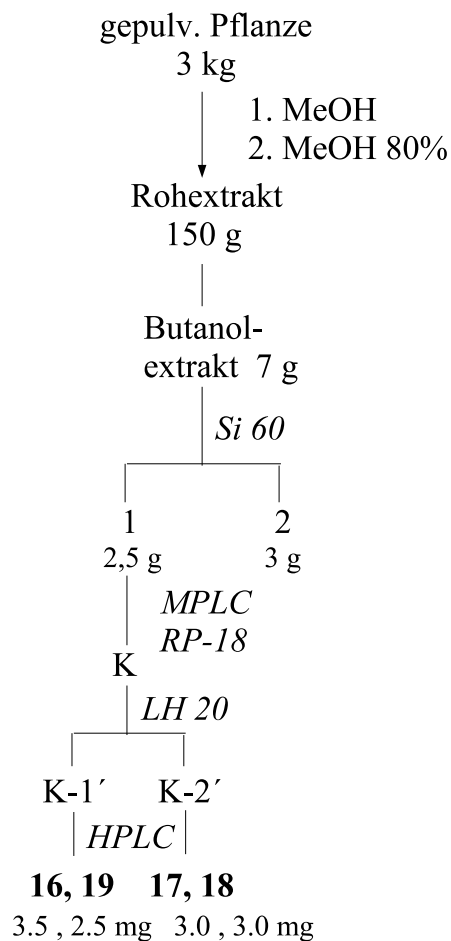 gepulv. Pflanze
3 kg
1. MeOH
2. MeOH 80%
Rohextrakt
150 g
Butanol-
extrakt 7 g
Si 60
1 2
2,5 g 3 g
MPLC
RP-18
K
LH 20
K-1´ K-2´
HPLC
16, 19 17, 18
3.5 , 2.5 mg 3.0 , 3.0 mg